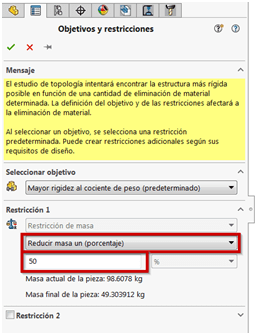 Objetivos y restricciones
Mensaje
El estudio de topología intentará encontrar la estructura más rígida
posible en función de una cantidad de eliminación de material
determinada. La definición del objetivo y de las restricciones afectará a
la eliminación de material.
Al seleccionar un objetivo, se selecciona una restricción
predeterminada. Puede crear restricciones adicionales según sus
requisitos de diseño.
Seleccionar objetivo
Mayor rigidez al cociente de peso (predeterminado)
Restricción 1
Restricción de masa
Reducir masa un (porcentaje)
50
%
Masa actual de la pieza: 98.6078 kg
Masa final de la pieza: 49.303912 kg
Restricción 2